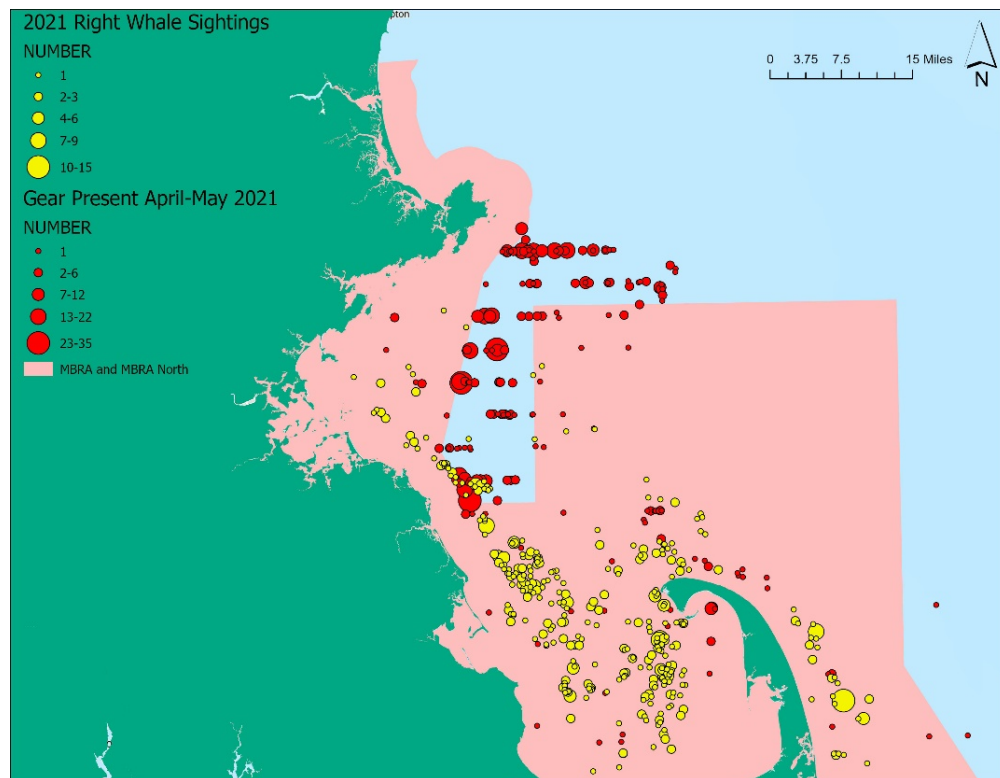 pton
2021 Right Whale Sightings
NUMBER
1
2-3
4-6
7-9
10-15
Gear Present April-May 2021
NUMBER
1
2-6
7-12
13-22
23-35
MBRA and MBRA North
0 3.75 7.5 15 Miles
N